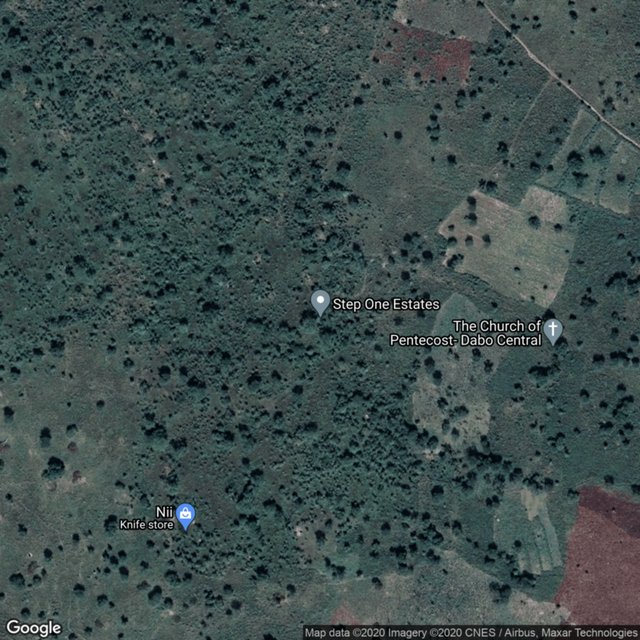 Step One Estates
The Church of
Pentecost- Dabo Central
Nii
Knife store
Google
Map data ©2020 Imagery ©2020 CNES / Airbus, Maxar Technologies